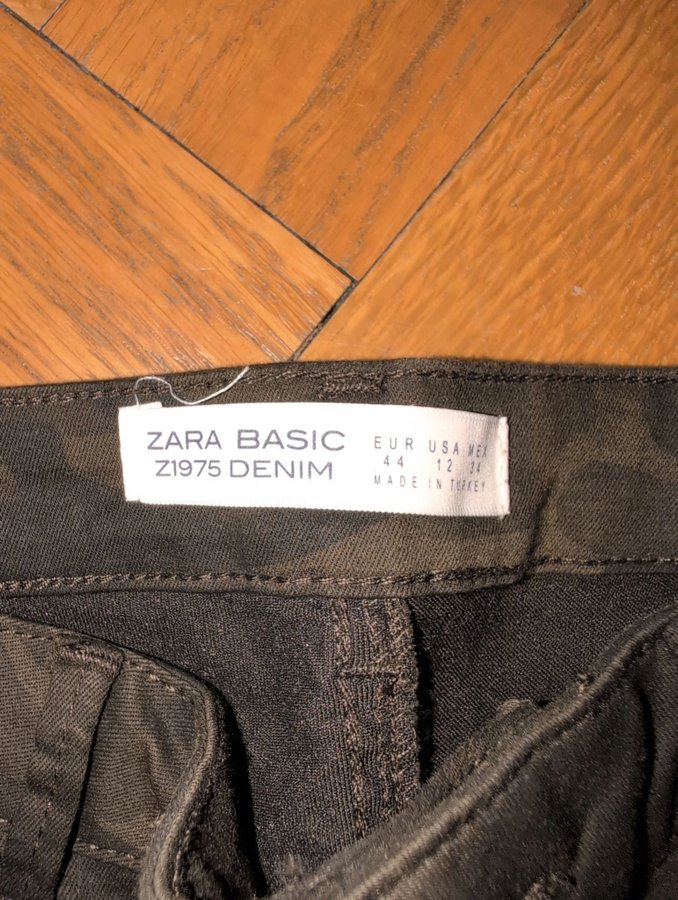 ZARA BASIC
Z1975 DENIM
EUR USA MEX
44 12 34
MADE IN TURKEY